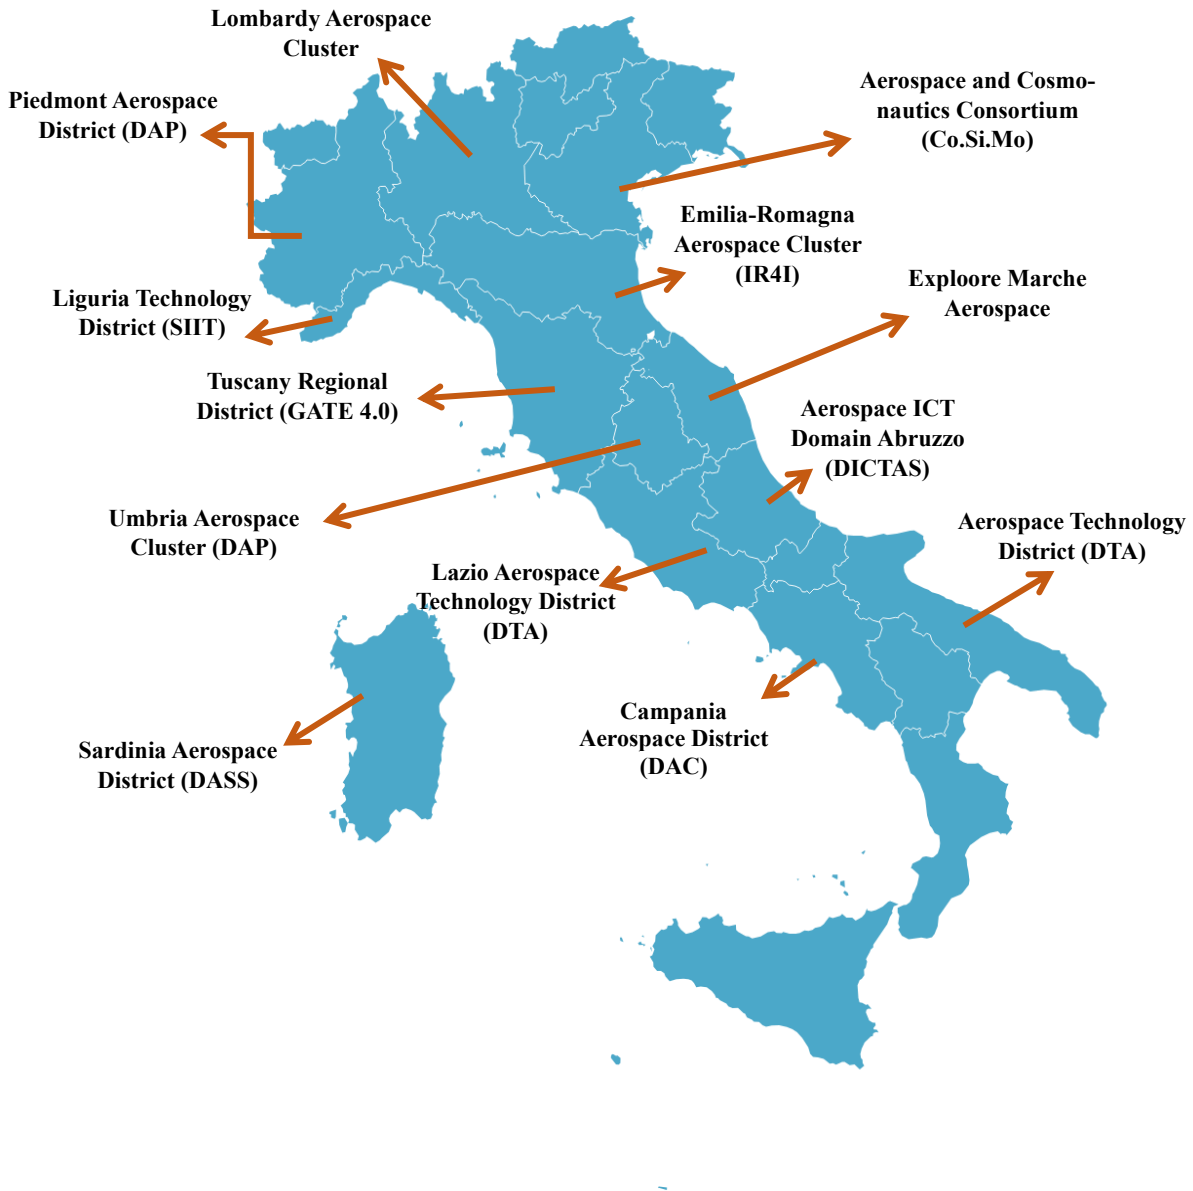 Lombardy Aerospace
Cluster
Piedmont Aerospace
District (DAP)
Aerospace and Cosmo-
nautics Consortium
(Co.Si.Mo)
Emilia-Romagna
Aerospace Cluster
(IR4I)
Exploore Marche
Aerospace
Liguria Technology
District (SIIT)
Tuscany Regional
District (GATE 4.0)
Aerospace ICT
Domain Abruzzo
(DICTAS)
Umbria Aerospace
Cluster (DAP)
Aerospace Technology
District (DTA)
Lazio Aerospace
Technology District
(DTA)
Campania
Aerospace District
(DAC)
Sardinia Aerospace
District (DASS)